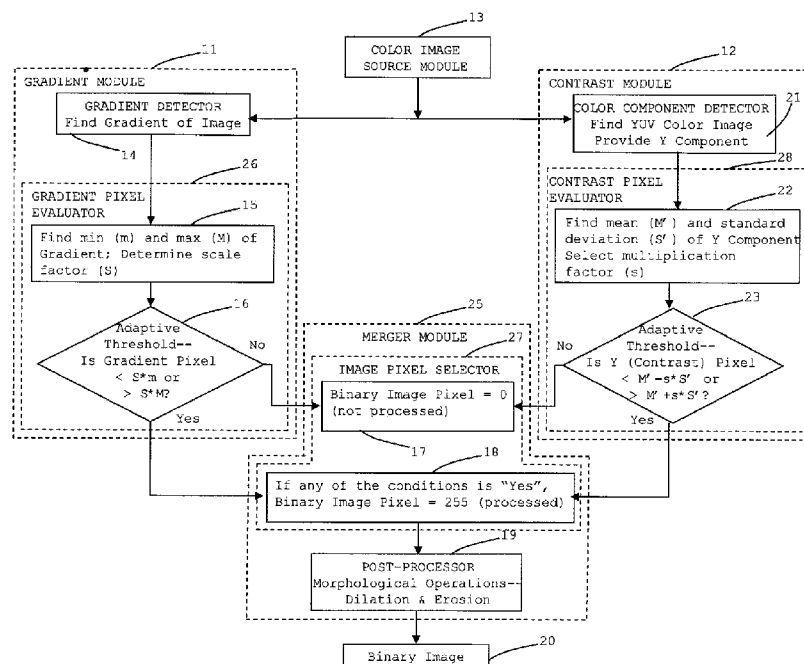 13
COLOR IMAGE
SOURCE MODULE
11
GRADIENT MODULE
GRADIENT DETECTOR
Find Gradient of Image
14
26
GRADIENT PIXEL
EVALUATOR
15
Find min (m) and max (M) of
Gradient; Determine scale
factor (S)
16
Adaptive
Threshold--
Is Gradient Pixel
< S*m or
> S*M?
No
Yes
12
CONTRAST MODULE
21
COLOR COMPONENT DETECTOR
Find YUV Color Image
Provide Y Component
28
CONTRAST PIXEL
EVALUATOR
22
Find mean (M') and standard
deviation (S') of Y Component
Select multiplication
factor (s)
23
Adaptive
Threshold--
Is Y (Contrast) Pixel
< M'-s*S' or
> M'+s*S'?
No
Yes
25
MERGER MODULE
27
IMAGE PIXEL SELECTOR
Binary Image Pixel = 0
(not processed)
17
18
If any of the conditions is "Yes",
Binary Image Pixel = 255 (processed)
19
POST-PROCESSOR
Morphological Operations--
Dilation & Erosion
20
Binary Image